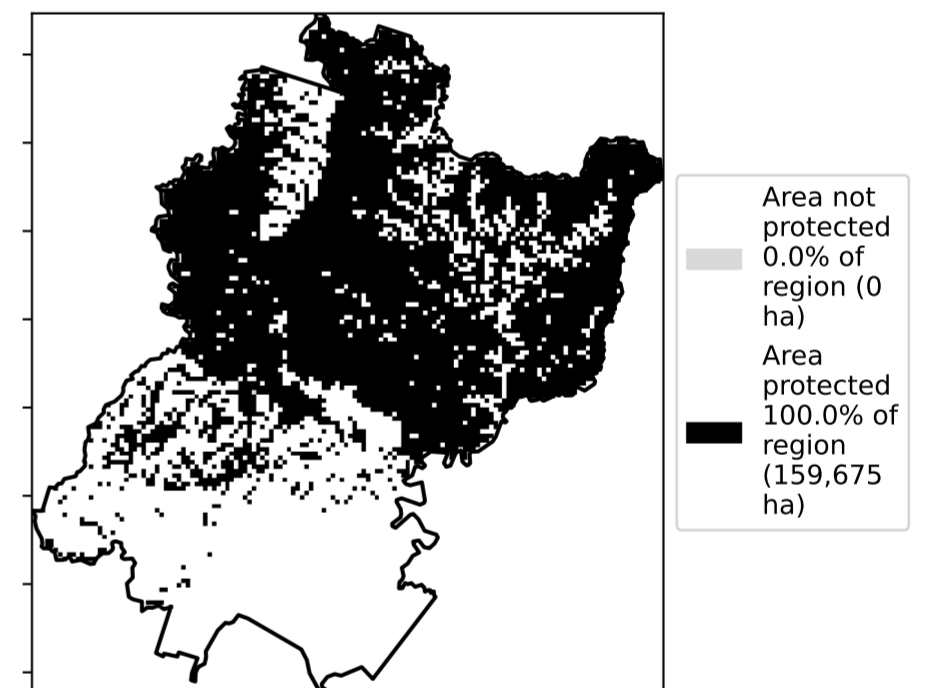 Area not
protected
0.0% of
region (0
ha)
Area
protected
100.0% of
region
(159,675
ha)